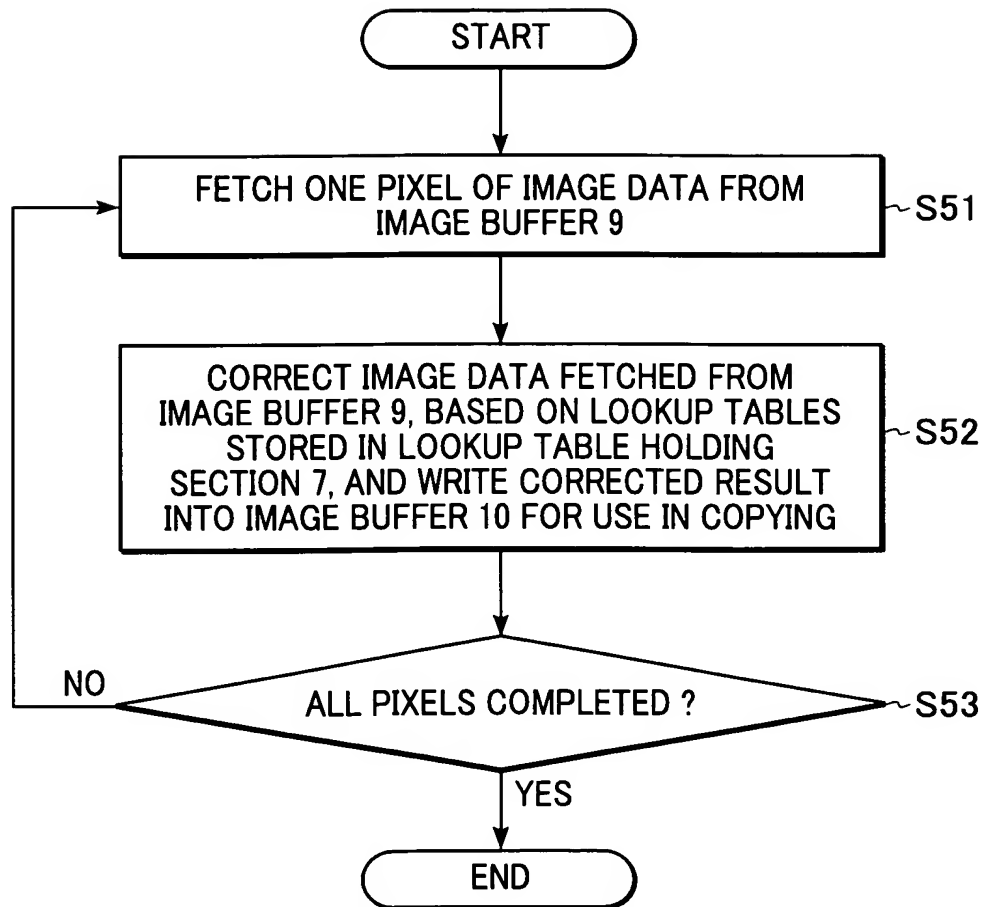 START
FETCH ONE PIXEL OF IMAGE DATA FROM
IMAGE BUFFER 9
S51
CORRECT IMAGE DATA FETCHED FROM
IMAGE BUFFER 9, BASED ON LOOKUP TABLES
STORED IN LOOKUP TABLE HOLDING
SECTION 7, AND WRITE CORRECTED RESULT
INTO IMAGE BUFFER 10 FOR USE IN COPYING
S52
NO
ALL PIXELS COMPLETED ?
S53
YES
END